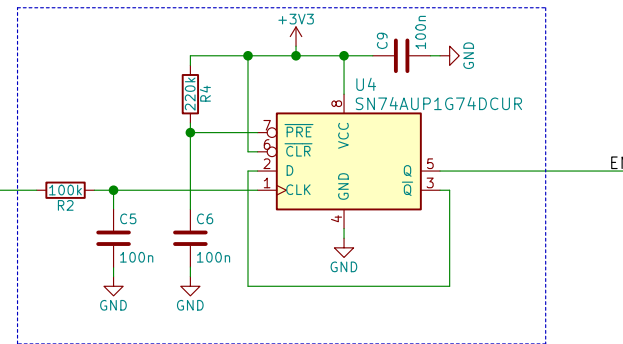 +3V3
C9
100n
GND
U4
SN74AUP1G74DCUR
220k
R4
8
VCC
7
PRE
6
CLR
2
D
1
CLK
GND
4
Q
5
Q
3
GND
100k
R2
C5
100n
GND
C6
100n
GND